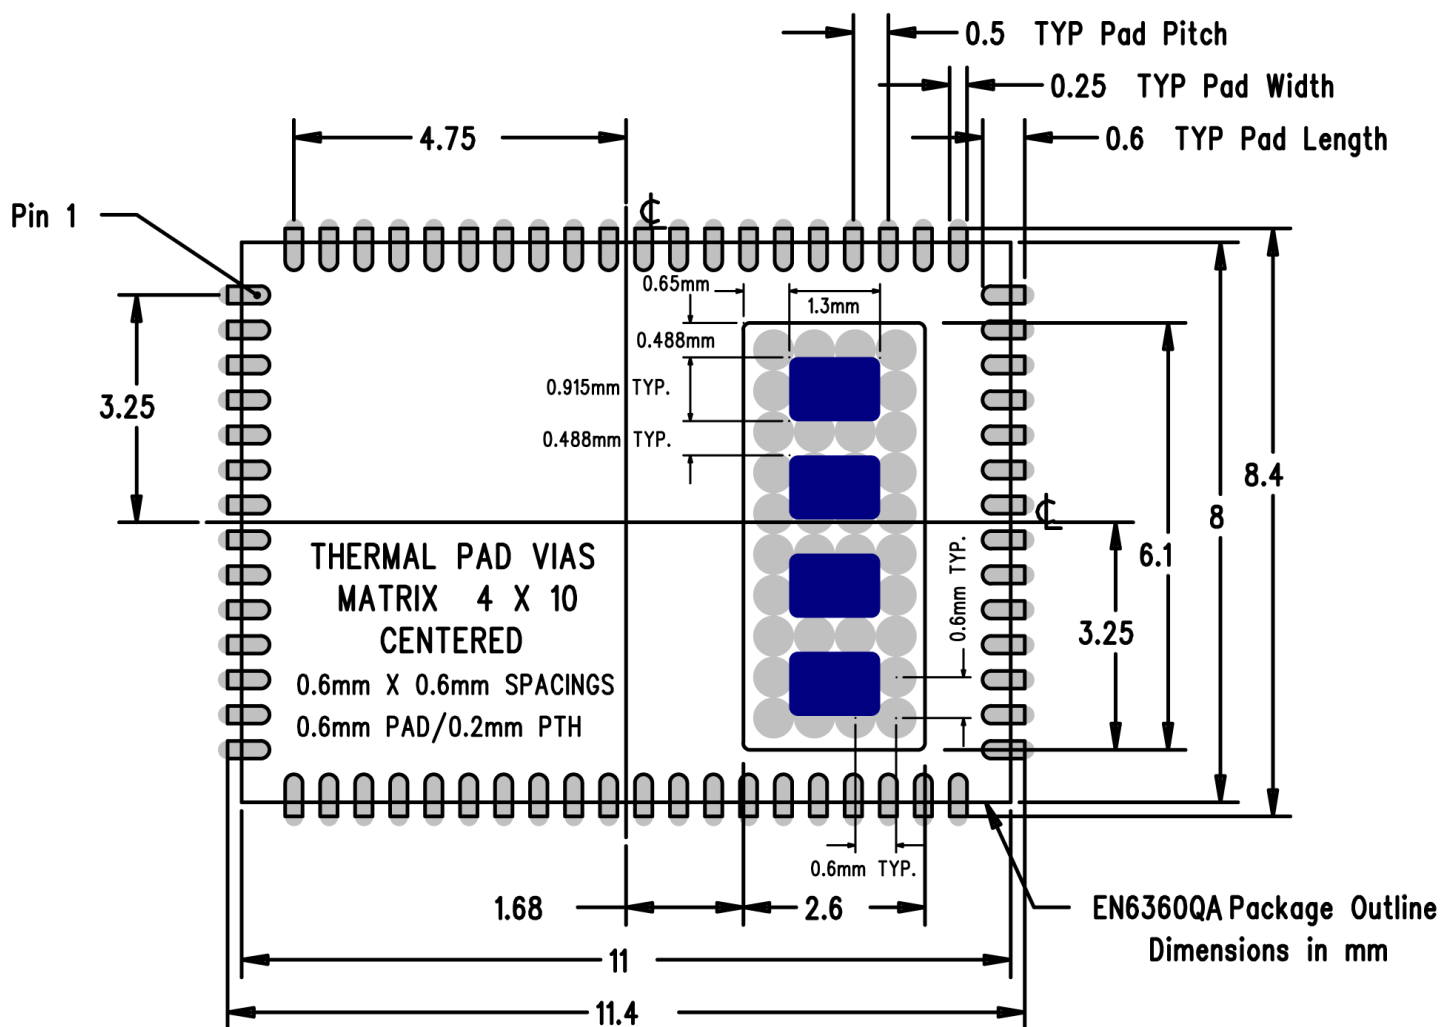 0.5 TYP Pad Pitch
0.25 TYP Pad Width
4.75
0.6 TYP Pad Length
Pin 1
℄
0.65mm
1.3mm
0.488mm
0.915mm TYP.
3.25
0.488mm TYP.
8.4
8
℄
THERMAL PAD VIAS
MATRIX 4 X 10
CENTERED
0.6mm X 0.6mm SPACINGS
0.6mm PAD/0.2mm PTH
0.6mm TYP.
6.1
3.25
0.6mm TYP.
1.68
2.6
EN6360QA Package Outline
Dimensions in mm
11
11.4